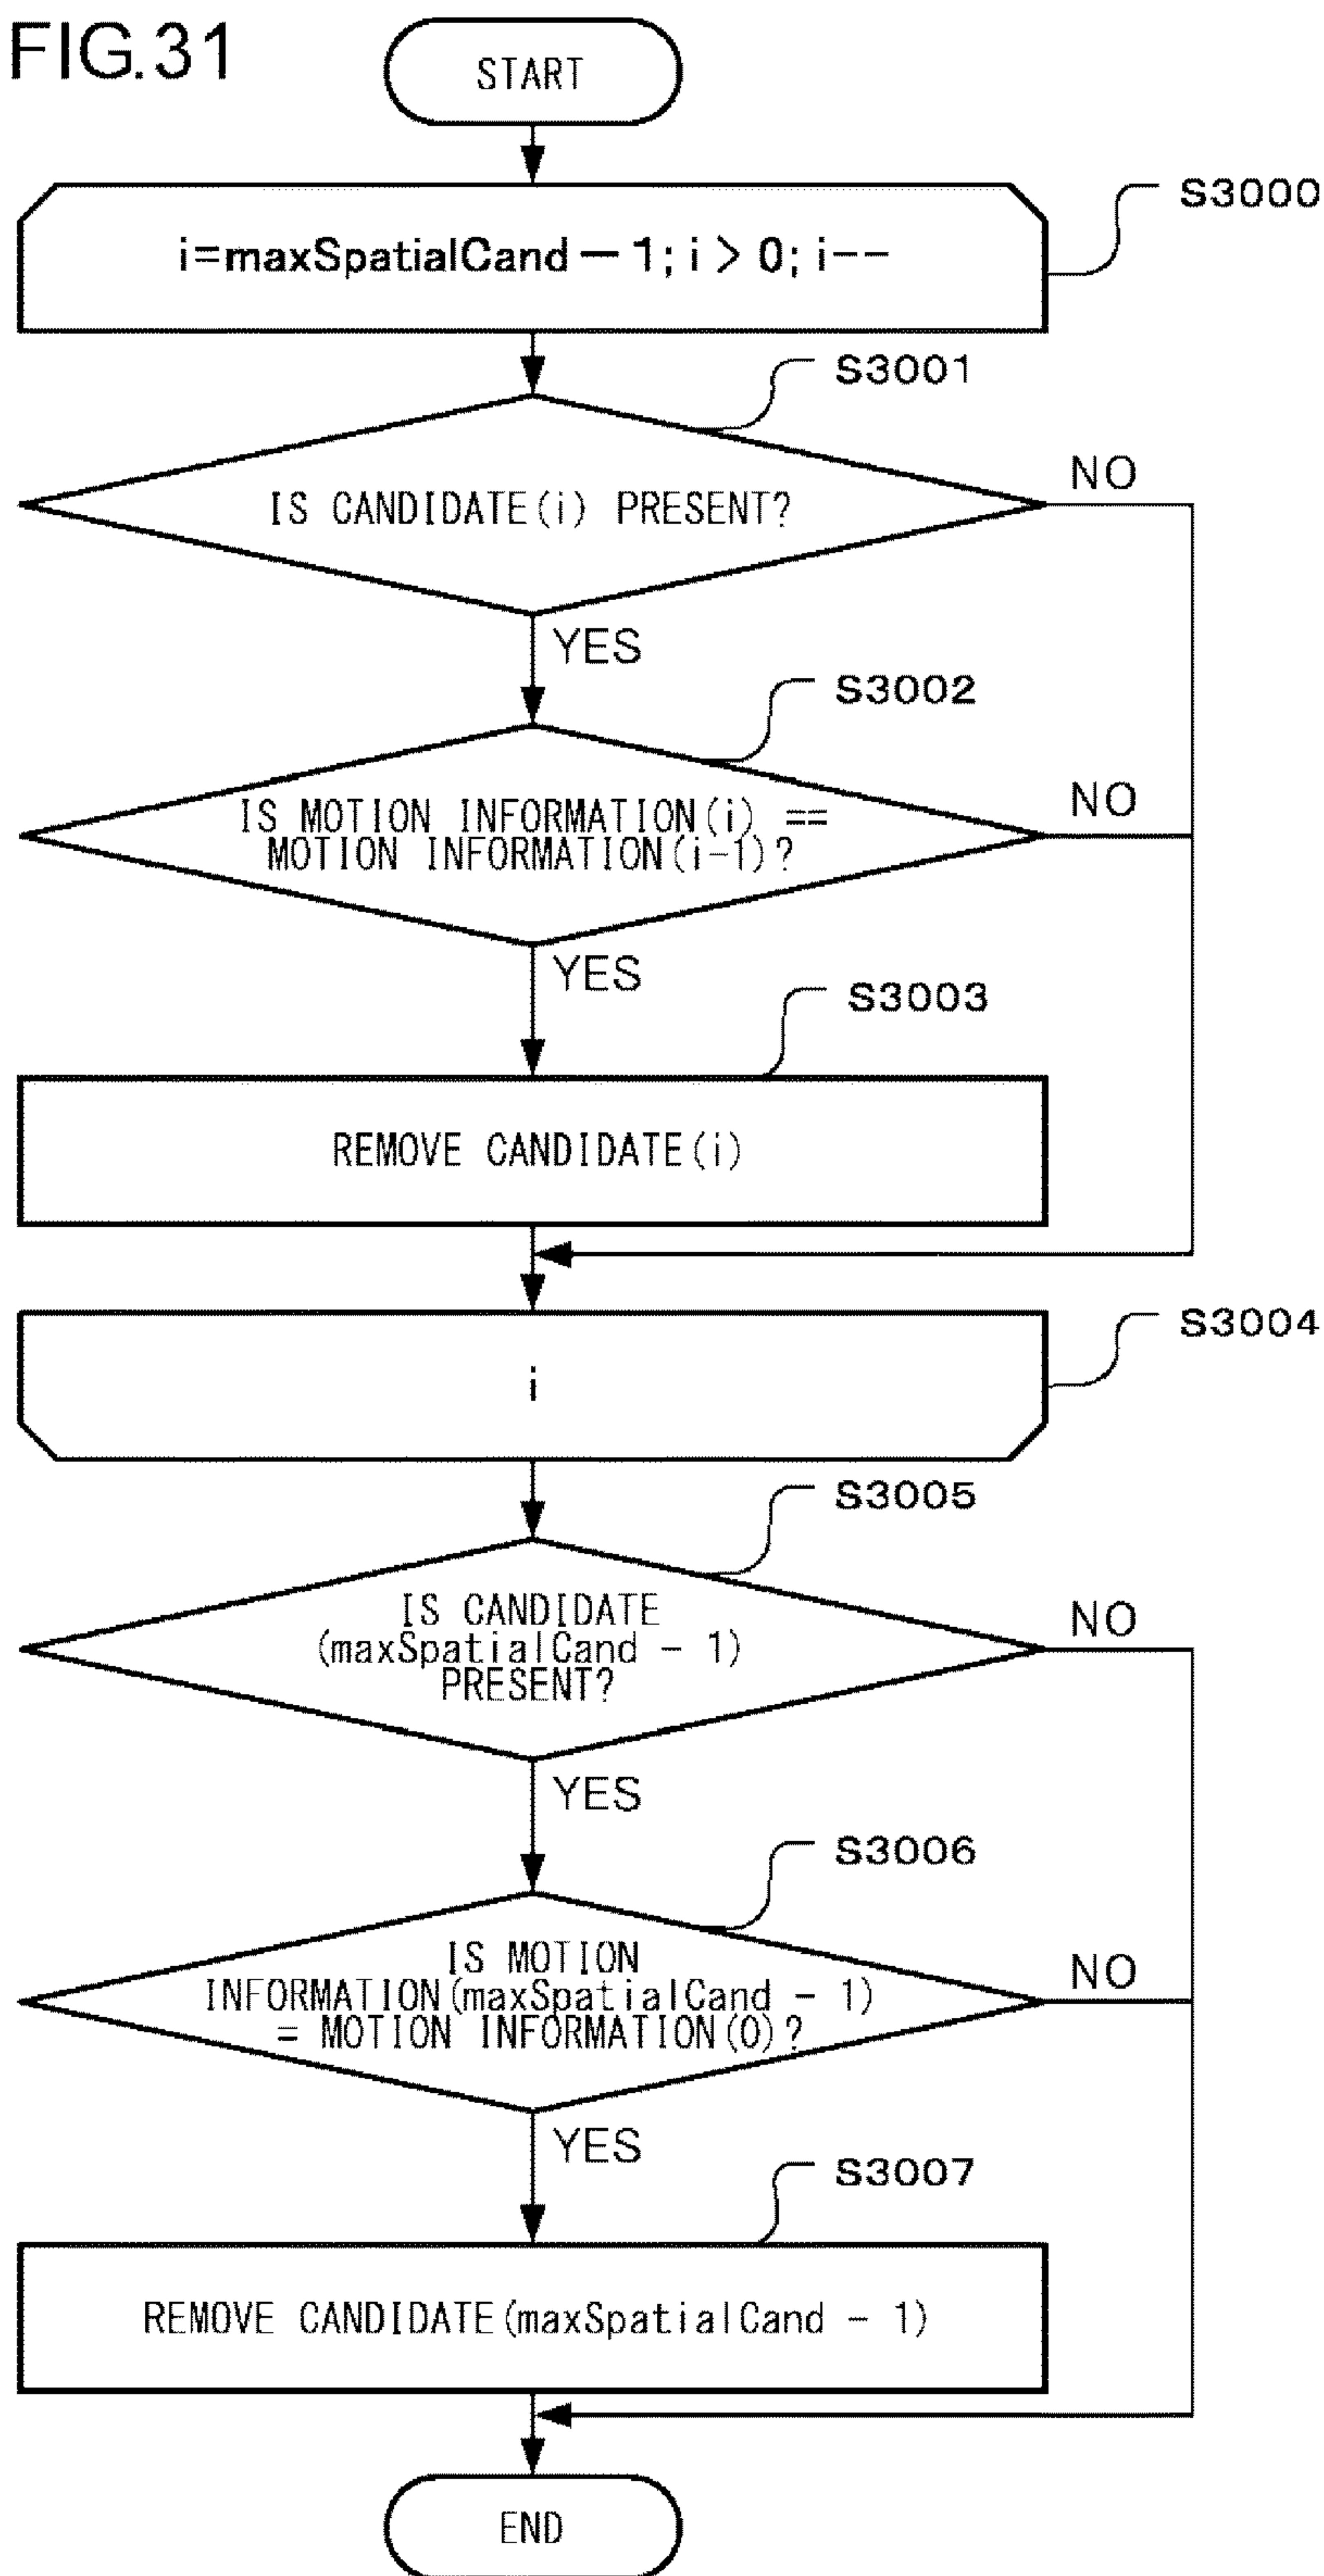 FIG.31
START
S3000
i=maxSpatialCand－1; i > 0; i--
S3001
IS CANDIDATE(i) PRESENT?
NO
YES
S3002
IS MOTION INFORMATION(i) ==
MOTION INFORMATION(i-1)?
NO
YES
S3003
REMOVE CANDIDATE(i)
S3004
i
S3005
IS CANDIDATE
(maxSpatialCand - 1)
PRESENT?
NO
YES
S3006
IS MOTION
INFORMATION(maxSpatialCand - 1)
= MOTION INFORMATION(0)?
NO
YES
S3007
REMOVE CANDIDATE(maxSpatialCand - 1)
END